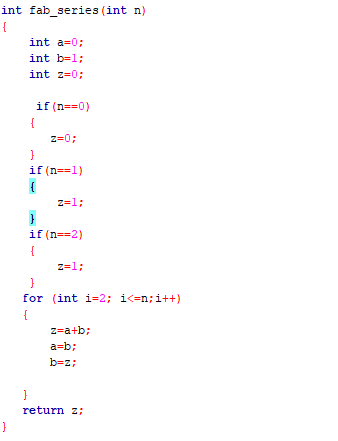 int fab_series(int n)
{
    int a=0;
    int b=1;
    int z=0;

     if(n==0)
    {
       z=0;
    }
    if(n==1)
    {
        z=1;
    }
    if(n==2)
    {
        z=1;
    }
   for (int i=2; i<=n;i++)
   {
       z=a+b;
       a=b;
       b=z;

   }
   return z;
}